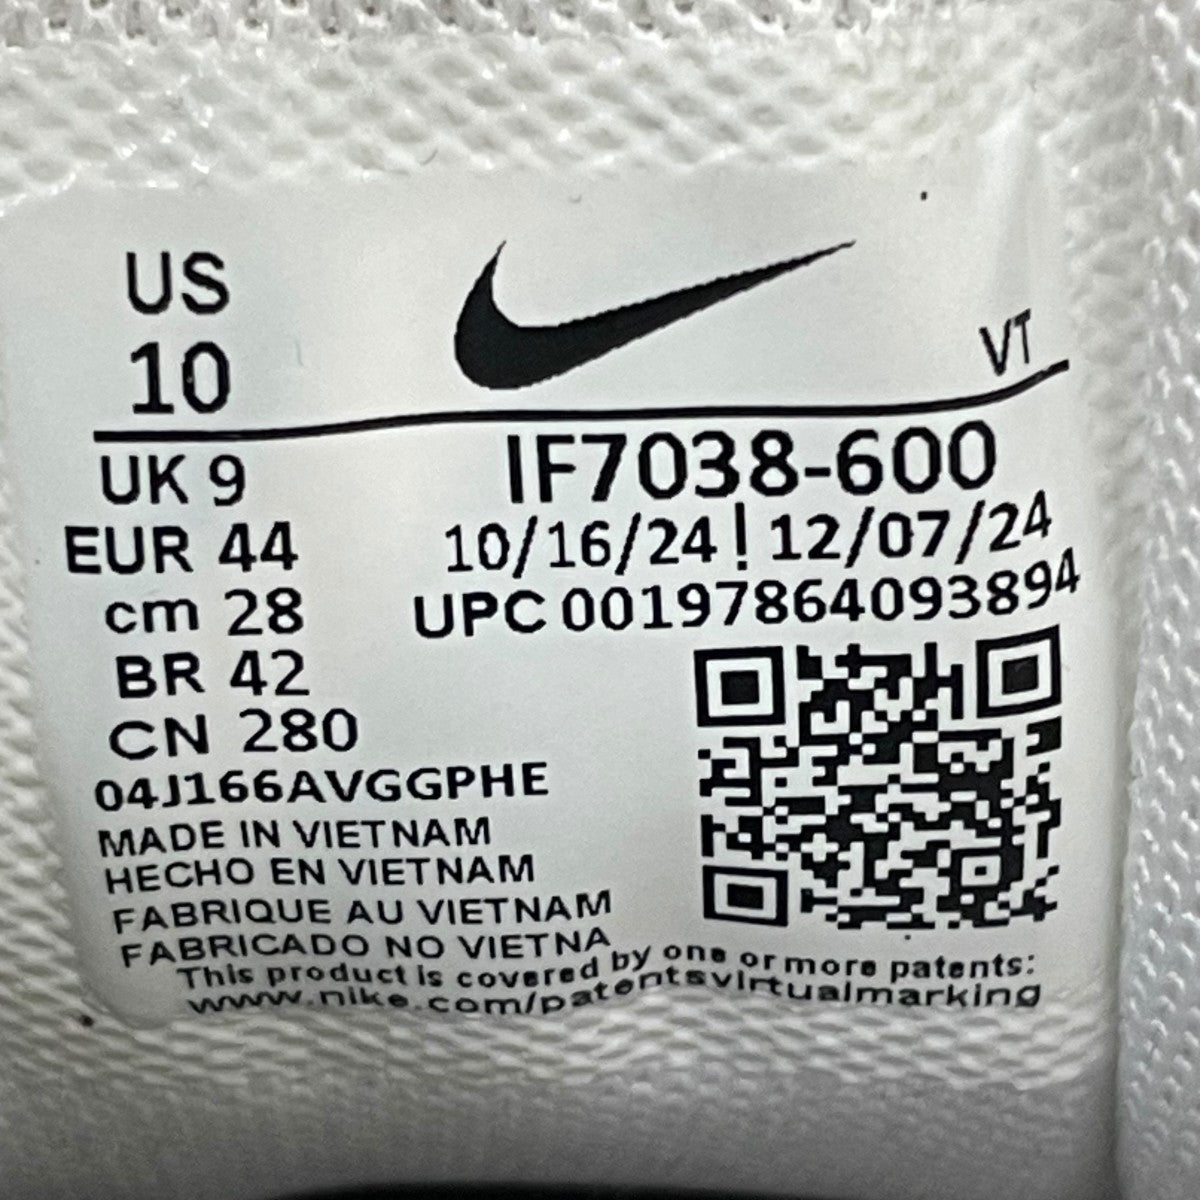 US
10
VT
IF7038-600
UK 9
10/16/24 ! 12/07/24
EUR 44
UPC 00197864093894
cm 28
BR 42
CN 280
04J166AVGGPHE
MADE IN VIETNAM
HECHO EN VIETNAM
FABRIQUE AU VIETNAM
FABRICADO NO VIETNA
This product is covered by one or more patents:
www.nike.com/patentsvirtualmarking